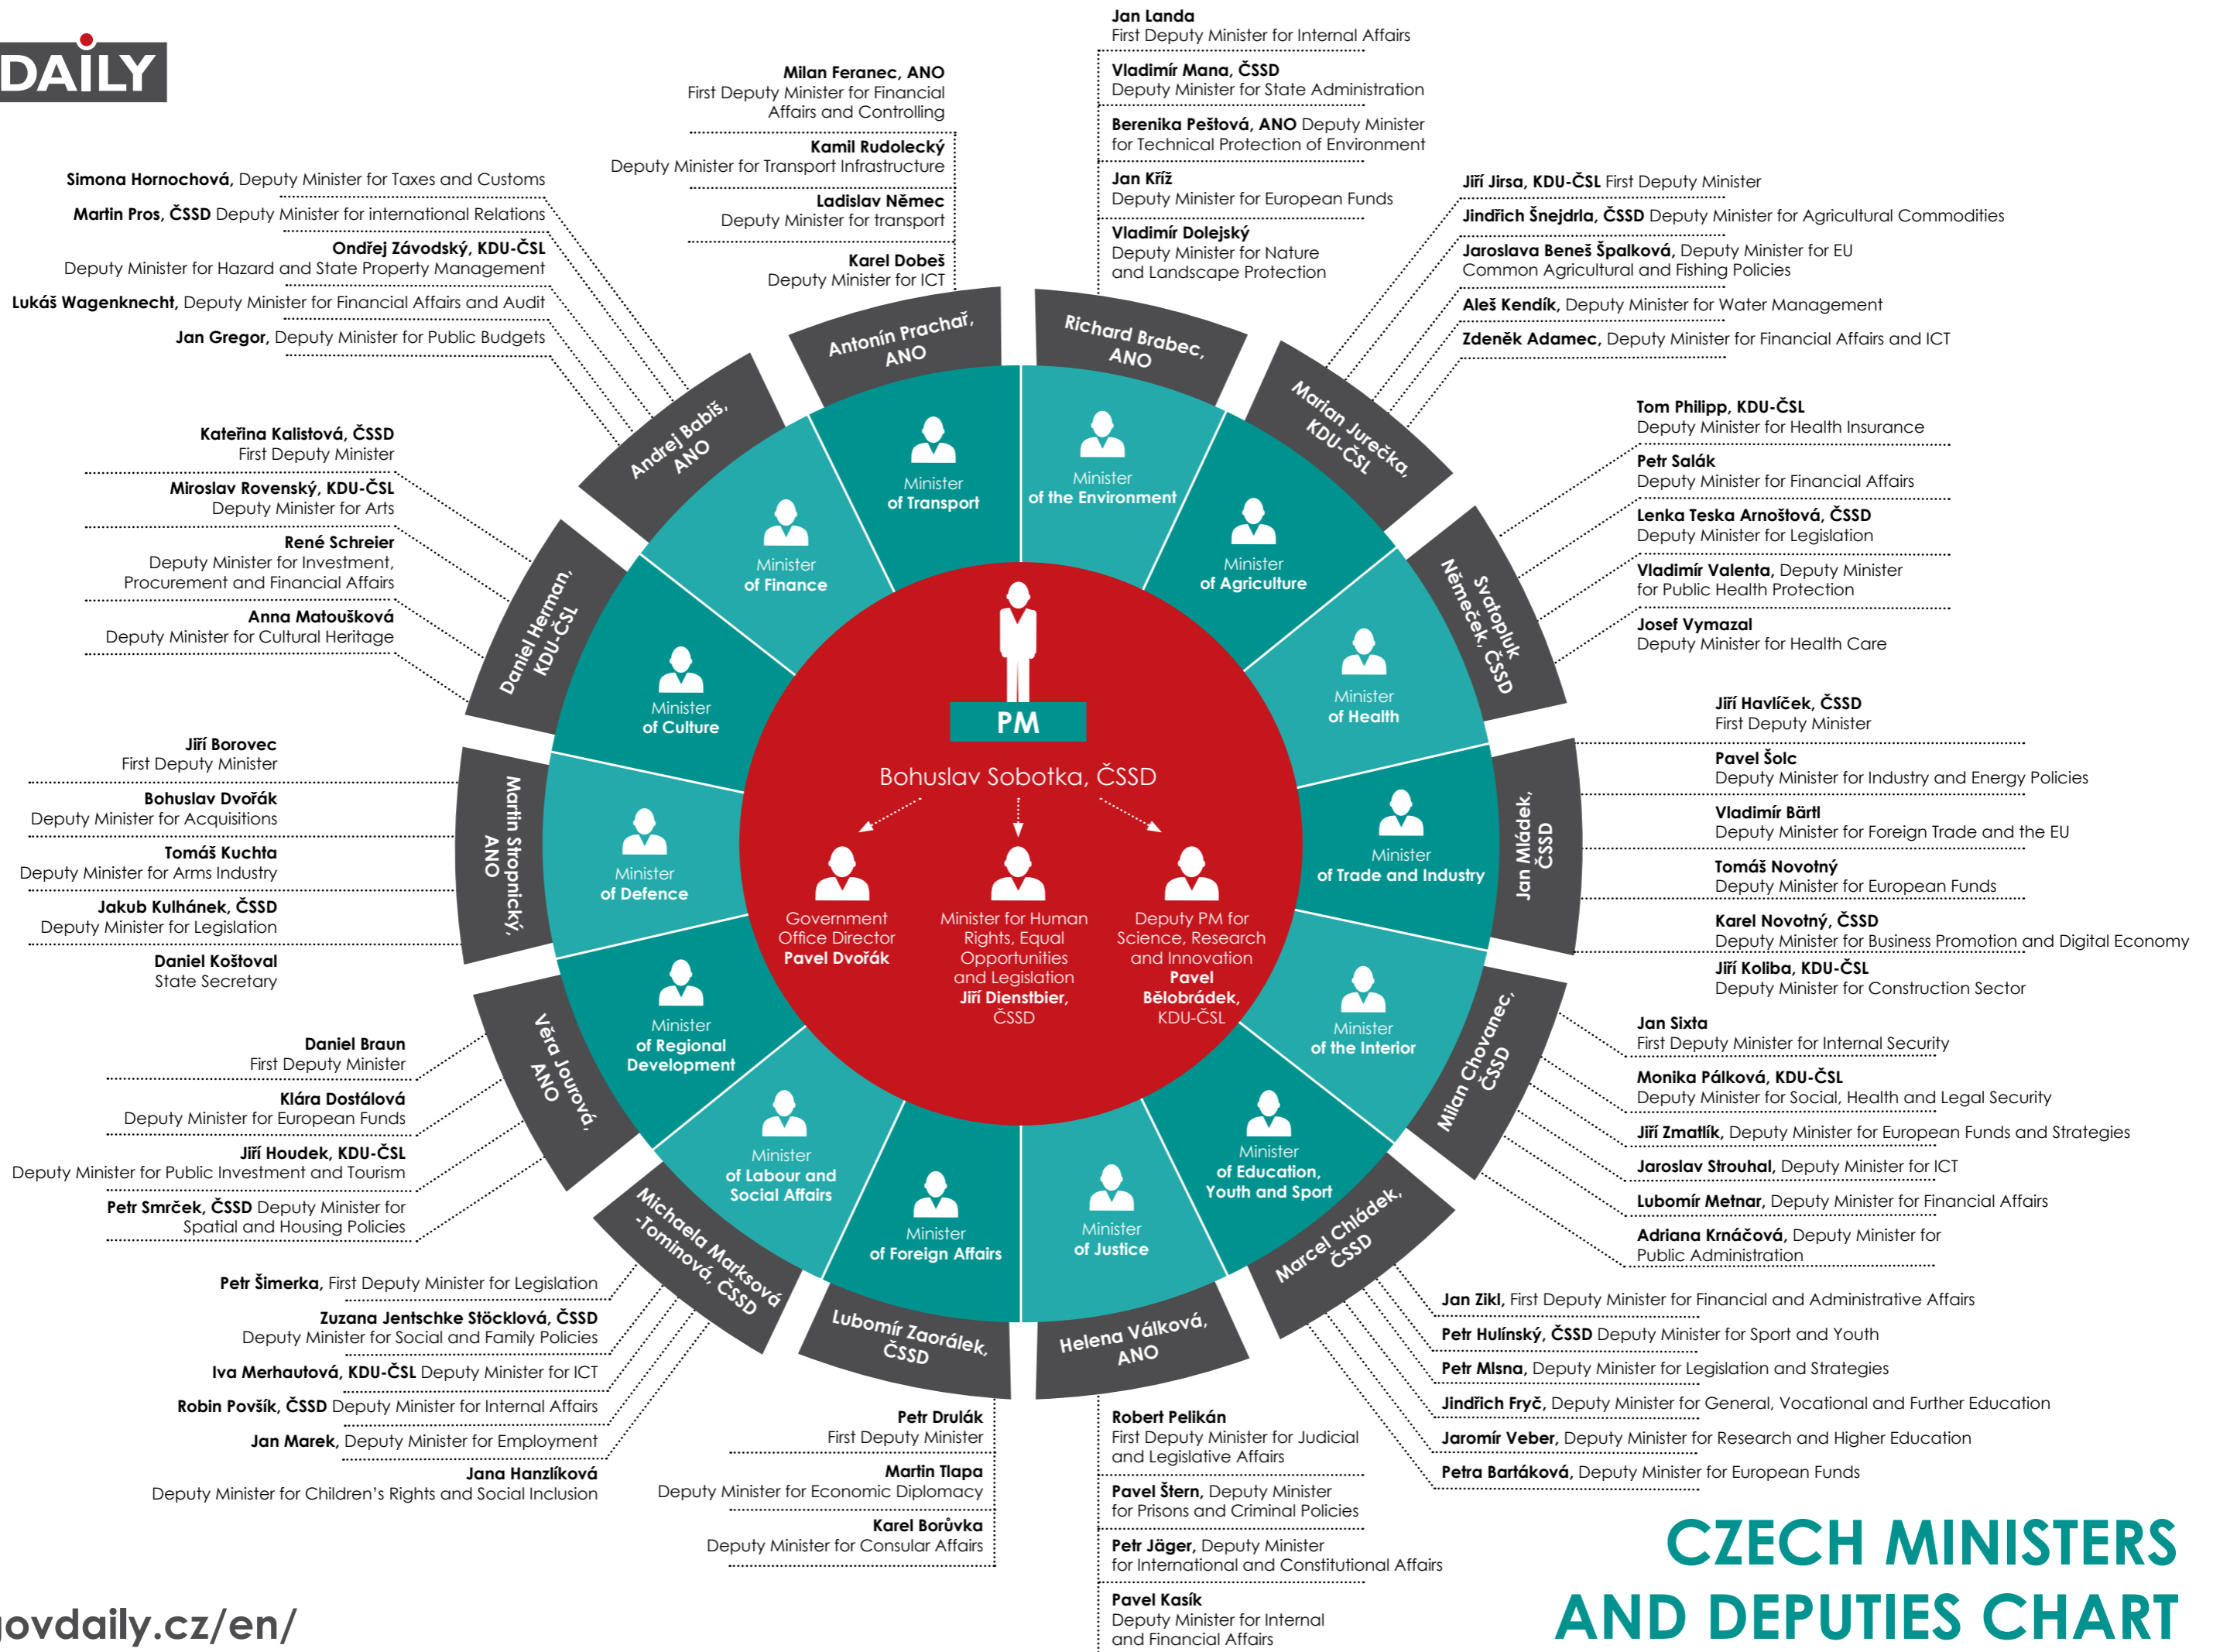 DAILY
Jan Landa
First Deputy Minister for Internal Affairs
Vladimír Mana, ČSSD
Deputy Minister for State Administration
Berenika Peštová, ANO Deputy Minister
for Technical Protection of Environment
Jan Kříž
Deputy Minister for European Funds
Vladimír Dolejský
Deputy Minister for Nature
and Landscape Protection
Milan Feranec, ANO
First Deputy Minister for Financial
Affairs and Controlling
Kamil Rudolecký
Deputy Minister for Transport Infrastructure
Ladislav Němec
Deputy Minister for transport
Karel Dobeš
Deputy Minister for ICT
Simona Hornochová, Deputy Minister for Taxes and Customs
Martin Pros, ČSSD Deputy Minister for international Relations
Ondřej Závodský, KDU-ČSL
Deputy Minister for Hazard and State Property Management
Lukáš Wagenknecht, Deputy Minister for Financial Affairs and Audit
Jan Gregor, Deputy Minister for Public Budgets
Jiří Jirsa, KDU-ČSL First Deputy Minister
Jindřich Šnejdrla, ČSSD Deputy Minister for Agricultural Commodities
Jaroslava Beneš Špalková, Deputy Minister for EU
Common Agricultural and Fishing Policies
Aleš Kendík, Deputy Minister for Water Management
Zdeněk Adamec, Deputy Minister for Financial Affairs and ICT
Kateřina Kalistová, ČSSD
First Deputy Minister
Miroslav Rovenský, KDU-ČSL
Deputy Minister for Arts
René Schreier
Deputy Minister for Investment,
Procurement and Financial Affairs
Anna Matoušková
Deputy Minister for Cultural Heritage
Tom Philipp, KDU-ČSL
Deputy Minister for Health Insurance
Petr Salák
Deputy Minister for Financial Affairs
Lenka Teska Arnoštová, ČSSD
Deputy Minister for Legislation
Vladimír Valenta, Deputy Minister
for Public Health Protection
Josef Vymazal
Deputy Minister for Health Care
Jiří Borovec
First Deputy Minister
Bohuslav Dvořák
Deputy Minister for Acquisitions
Tomáš Kuchta
Deputy Minister for Arms Industry
Jakub Kulhánek, ČSSD
Deputy Minister for Legislation
Daniel Koštoval
State Secretary
Jiří Havlíček, ČSSD
First Deputy Minister
Pavel Šolc
Deputy Minister for Industry and Energy Policies
Vladimír Bärtl
Deputy Minister for Foreign Trade and the EU
Tomáš Novotný
Deputy Minister for European Funds
Karel Novotný, ČSSD
Deputy Minister for Business Promotion and Digital Economy
Jiří Koliba, KDU-ČSL
Deputy Minister for Construction Sector
Daniel Braun
First Deputy Minister
Klára Dostálová
Deputy Minister for European Funds
Jiří Houdek, KDU-ČSL
Deputy Minister for Public Investment and Tourism
Petr Smrček, ČSSD Deputy Minister for
Spatial and Housing Policies
Jan Sixta
First Deputy Minister for Internal Security
Monika Pálková, KDU-ČSL
Deputy Minister for Social, Health and Legal Security
Jiří Zmatlík, Deputy Minister for European Funds and Strategies
Jaroslav Strouhal, Deputy Minister for ICT
Lubomír Metnar, Deputy Minister for Financial Affairs
Adriana Krnáčová, Deputy Minister for
Public Administration
Petr Šimerka, First Deputy Minister for Legislation
Zuzana Jentschke Stöcklová, ČSSD
Deputy Minister for Social and Family Policies
Iva Merhautová, KDU-ČSL Deputy Minister for ICT
Robin Povšík, ČSSD Deputy Minister for Internal Affairs
Jan Marek, Deputy Minister for Employment
Jana Hanzlíková
Deputy Minister for Children's Rights and Social Inclusion
Petr Drulák
First Deputy Minister
Martin Tlapa
Deputy Minister for Economic Diplomacy
Karel Borůvka
Deputy Minister for Consular Affairs
Robert Pelikán
First Deputy Minister for Judicial
and Legislative Affairs
Pavel Štern, Deputy Minister
for Prisons and Criminal Policies
Petr Jäger, Deputy Minister
for International and Constitutional Affairs
Pavel Kasík
Deputy Minister for Internal
and Financial Affairs
Jan Zikl, First Deputy Minister for Financial and Administrative Affairs
Petr Hulínský, ČSSD Deputy Minister for Sport and Youth
Petr Mlsna, Deputy Minister for Legislation and Strategies
Jindřich Fryč, Deputy Minister for General, Vocational and Further Education
Jaromír Veber, Deputy Minister for Research and Higher Education
Petra Bartáková, Deputy Minister for European Funds
Antonín Prachař,
ANO
Minister
of Transport
Richard Brabec,
ANO
Minister
of the Environment
Marian Jurečka,
KDU-ČSL
Minister
of Agriculture
Svatopluk
Němeček, ČSSD
Minister
of Health
Jan Mládek,
ČSSD
Minister
of Trade and Industry
Milan Chovanec,
ČSSD
Minister
of the Interior
Marcel Chládek,
ČSSD
Minister
of Education,
Youth and Sport
Helena Válková,
ANO
Minister
of Justice
Lubomír Zaorálek,
ČSSD
Minister
of Foreign Affairs
Michaela Marksová
-Tominová, ČSSD
Minister
of Labour and
Social Affairs
Věra Jourová,
ANO
Minister
of Regional
Development
Martin Stropnický,
ANO
Minister
of Defence
Daniel Herman,
KDU-ČSL
Minister
of Culture
Andrej Babiš,
ANO
Minister
of Finance
PM
Bohuslav Sobotka, ČSSD
Government
Office Director
Pavel Dvořák
Minister for Human
Rights, Equal
Opportunities
and Legislation
Jiří Dienstbier,
ČSSD
Deputy PM for
Science, Research
and Innovation
Pavel
Bělobrádek,
KDU-ČSL
CZECH MINISTERS
AND DEPUTIES CHART
govdaily.cz/en/